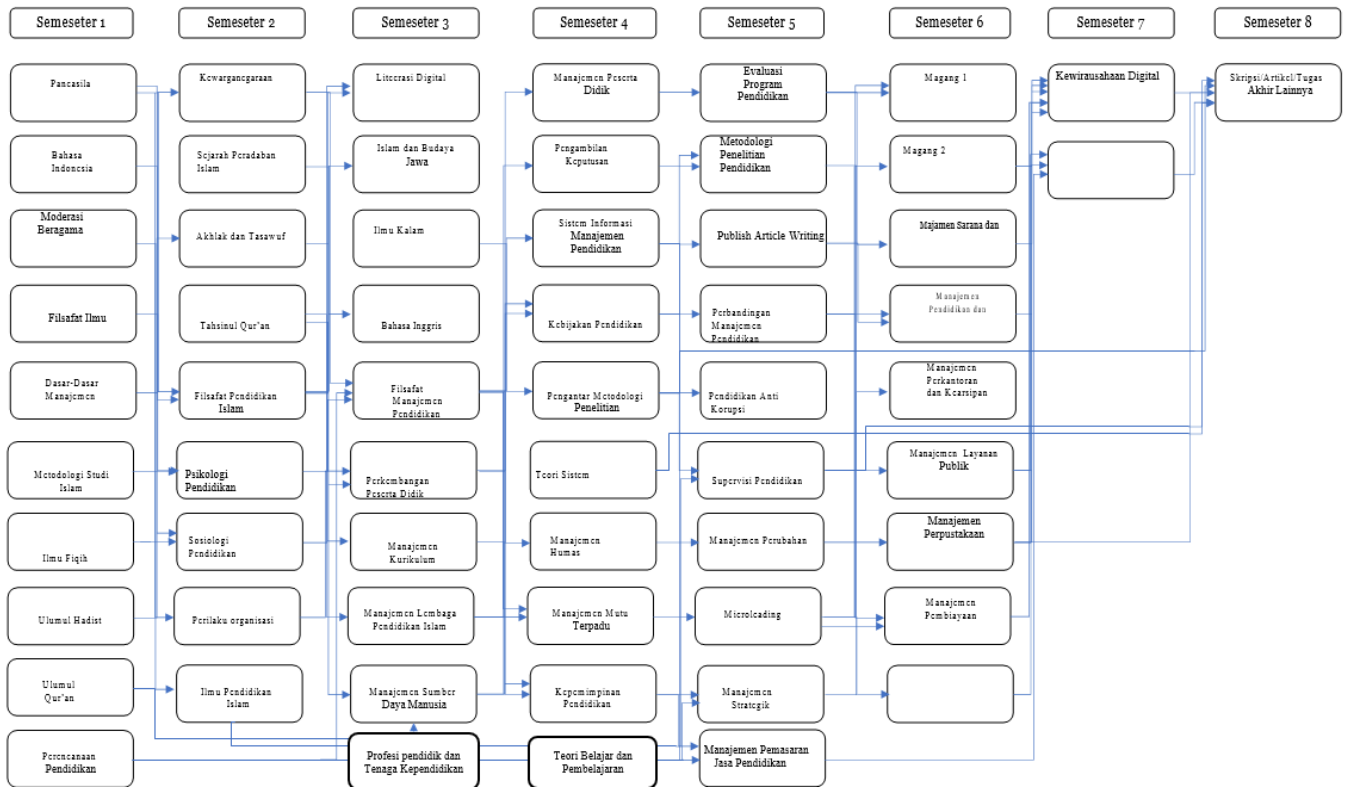 Semeseter 1
Semeseter 2
Semeseter 3
Semeseter 4
Semeseter 5
Semeseter 6
Semeseter 7
Semeseter 8
Pancasila
Kewarganegaraan
Literasi Digital
Manajemen Peserta
Didik
Evaluasi
Program
Pendidikan
Magang 1
Kewirausahaan Digital
Skripsi/Artikel/Tugas
Akhir Lainnya
Bahasa
Indonesia
Sejarah Peradaban
Islam
Islam dan Budaya
Jawa
Pengambilan
Keputusan
Metodologi
Penelitian
Pendidikan
Magang 2
Moderasi
Beragama
Akhlak dan Tasawuf
Ilmu Kalam
Sistem Informasi
Manajemen
Pendidikan
Publish Article Writing
Majamen Sarana dan
Filsafat Ilmu
Tahsinul Qur'an
Bahasa Inggris
Kebijakan Pendidikan
Perbandingan
Manajemen
Pendidikan
Manajemen
Pendidikan dan
Dasar-Dasar
Manajemen
Filsafat Pendidikan
Islam
Filsafat
Manajemen
Pendidikan
Pengantar Metodologi
Penelitian
Pendidikan Anti
Korupsi
Manajemen
Perkantoran
dan Kearsipan
Metodologi Studi
Islam
Psikologi
Pendidikan
Perkembangan
Peserta Didik
Teori Sistem
Supervisi Pendidikan
Manajemen Layanan
Publik
Ilmu Fiqih
Sosiologi
Pendidikan
Manajemen
Kurikulum
Manajemen
Humas
Manajemen Perubahan
Manajemen
Perpustakaan
Ulumul Hadist
Perilaku organisasi
Manajemen Lembaga
Pendidikan Islam
Manajemen Mutu
Terpadu
Microleading
Manajemen
Pembiayaan
Ulumul
Qur'an
Ilmu Pendidikan
Islam
Manajemen Sumber
Daya Manusia
Kepemimpinan
Pendidikan
Manajemen
Strategik
Perencanaan
Pendidikan
Profesi pendidik dan
Tenaga Kependidikan
Teori Belajar dan
Pembelajaran
Manajemen Pemasaran
Jasa Pendidikan